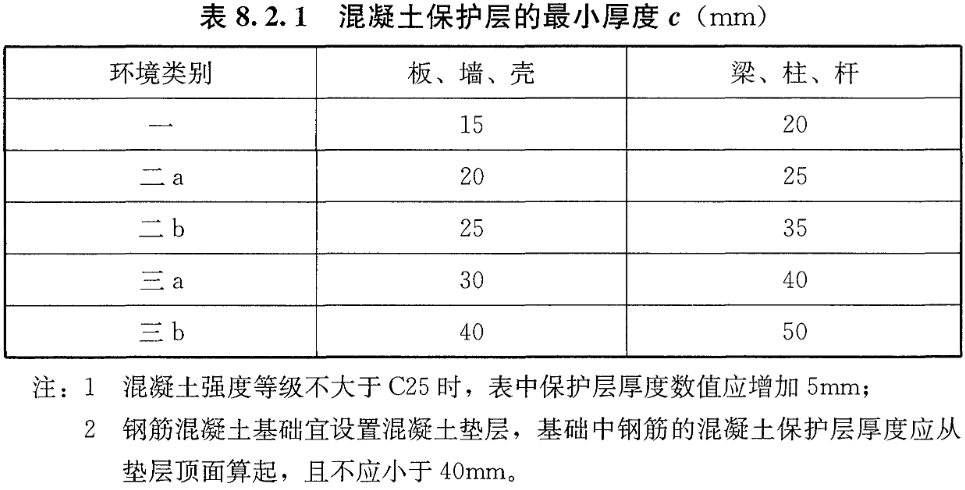 表 8.2.1 混凝土保护层的最小厚度 c（mm）
环境类别 板、墙、壳 梁、柱、杆
一 15 20
二 a 20 25
二 b 25 35
三 a 30 40
三 b 40 50
注：1 混凝土强度等级不大于 C25 时，表中保护层厚度数值应增加 5mm；
2 钢筋混凝土基础宜设置混凝土垫层，基础中钢筋的混凝土保护层厚度应从
垫层顶面算起，且不应小于 40mm。